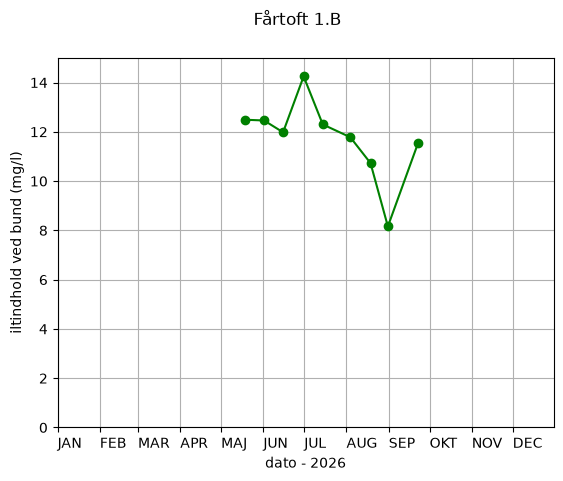 Fårtoft 1.B
14
12
10
8
6
4
2
0
iltindhold ved bund (mg/l)
JAN FEB MAR APR MAJ JUN JUL AUG SEP OKT NOV DEC
dato - 2026